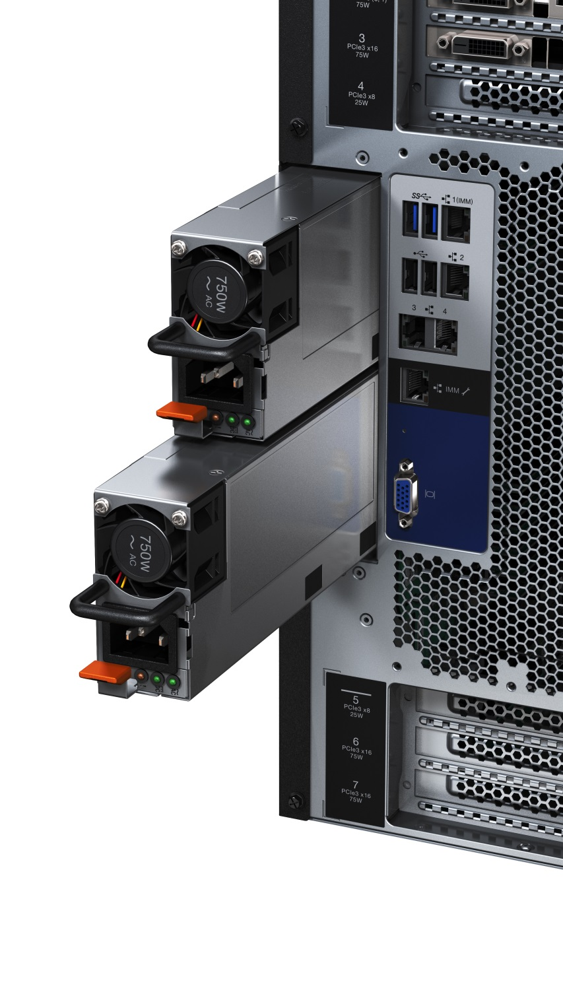 75W
3
PCIe3 x16
75W
4
PCIe3 x8
25W
SS
1(IMM)
2
3 4
IMM
750W
AC
750W
AC
5
PCIe3 x8
25W
6
PCIe3 x16
75W
7
PCIe3 x16
75W